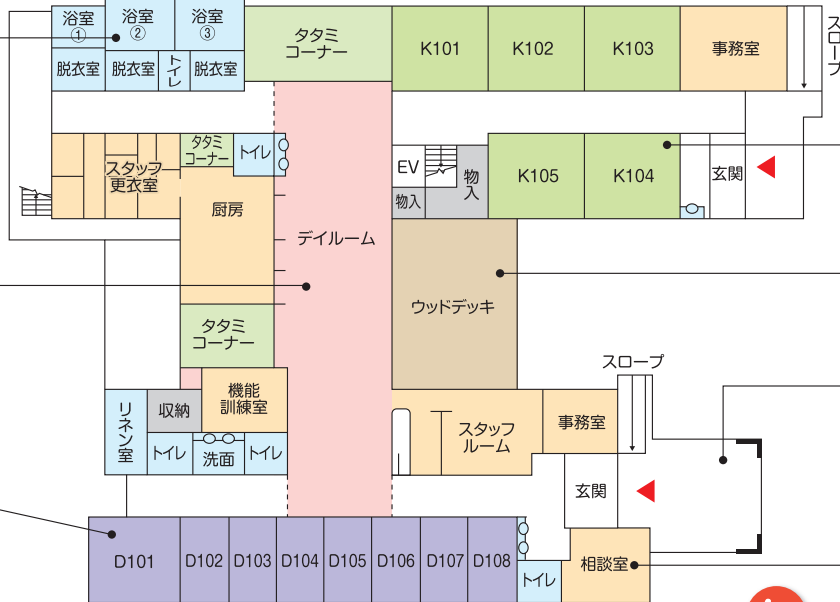 浴室
①
浴室
②
浴室
③
脱衣室
脱衣室
トイレ
脱衣室
タタミ
コーナー
K101
K102
K103
事務室
スロープ
スタッフ
更衣室
タタミ
コーナー
トイレ
EV
物入
物入
K105
K104
玄関
厨房
デイルーム
ウッドデッキ
タタミ
コーナー
スロープ
リネン室
収納
機能
訓練室
トイレ
洗面
トイレ
スタッフ
ルーム
事務室
玄関
D101
D102
D103
D104
D105
D106
D107
D108
トイレ
相談室